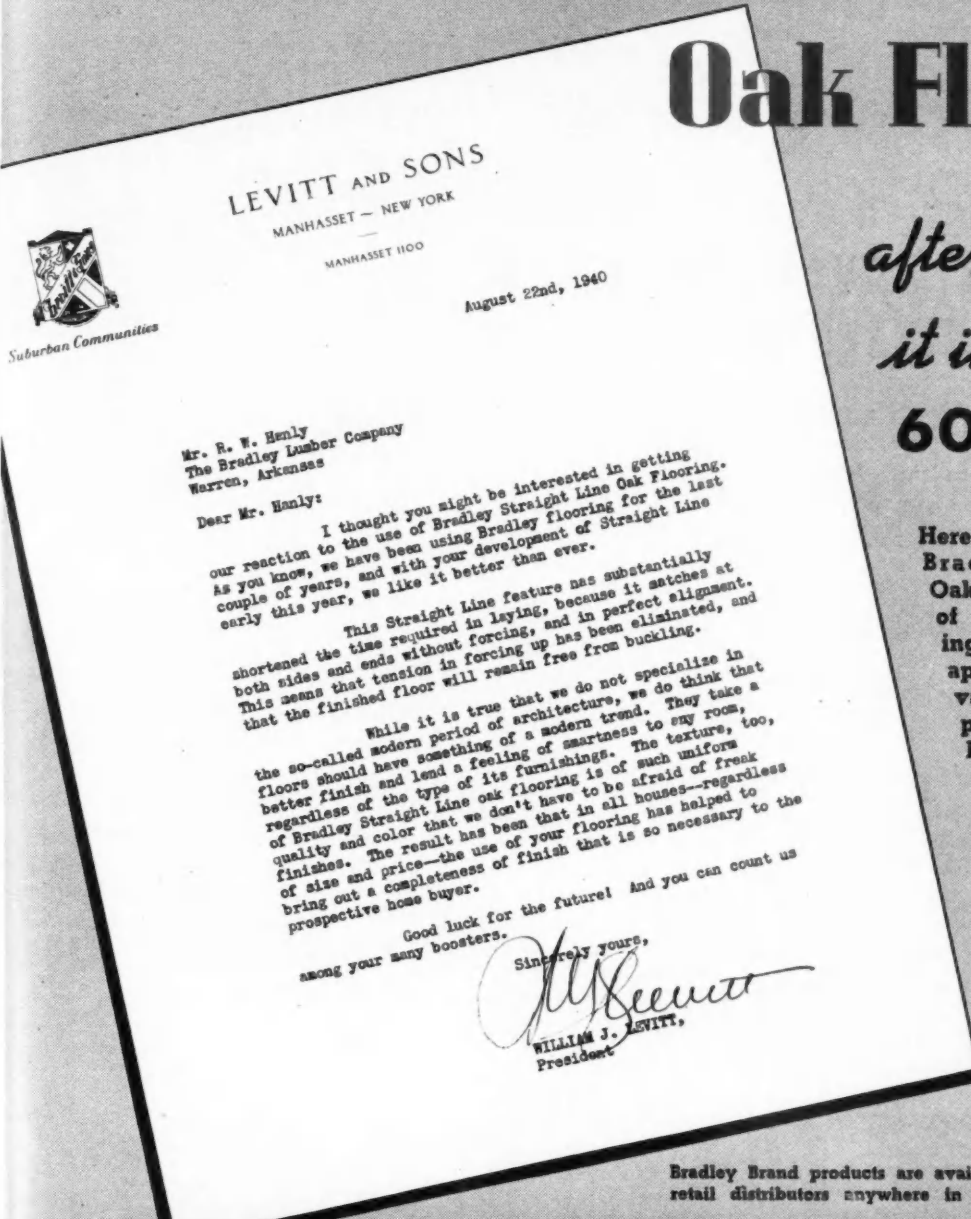 Oak Fl
LEVITT AND SONS
MANHASSET — NEW YORK
MANHASSET 1100
Levitt & Sons
Suburban Communities
August 22nd, 1940
Mr. R. W. Hanly
The Bradley Lumber Company
Warren, Arkansas
Dear Mr. Hanly:
I thought you might be interested in getting
our reaction to the use of Bradley Straight Line Oak Flooring.
As you know, we have been using Bradley flooring for the last
couple of years, and with your development of Straight Line
early this year, we like it better than ever.
This Straight Line feature has substantially
shortened the time required in laying, because it matches at
both sides and ends without forcing, and in perfect alignment.
This means that tension in forcing up has been eliminated, and
that the finished floor will remain free from buckling.
While it is true that we do not specialize in
the so-called modern period of architecture, we do think that
floors should have something of a modern trend. They take a
better finish and lend a feeling of smartness to any room,
regardless of the type of its furnishings. The texture, too,
of Bradley Straight Line oak flooring is of such uniform
quality and color that we don't have to be afraid of freak
finishes. The result has been that in all houses--regardless
of size and price--the use of your flooring has helped to
bring out a completeness of finish that is so necessary to the
prospective home buyer.
Good luck for the future! And you can count us
among your many boosters.
Sincerely yours,
WJ Levitt
WILLIAM J. LEVITT,
President
afte
it i
60
Here
Brad
Oak
of
ing
ap
v
p
Bradley Brand products are avai
retail distributors anywhere in